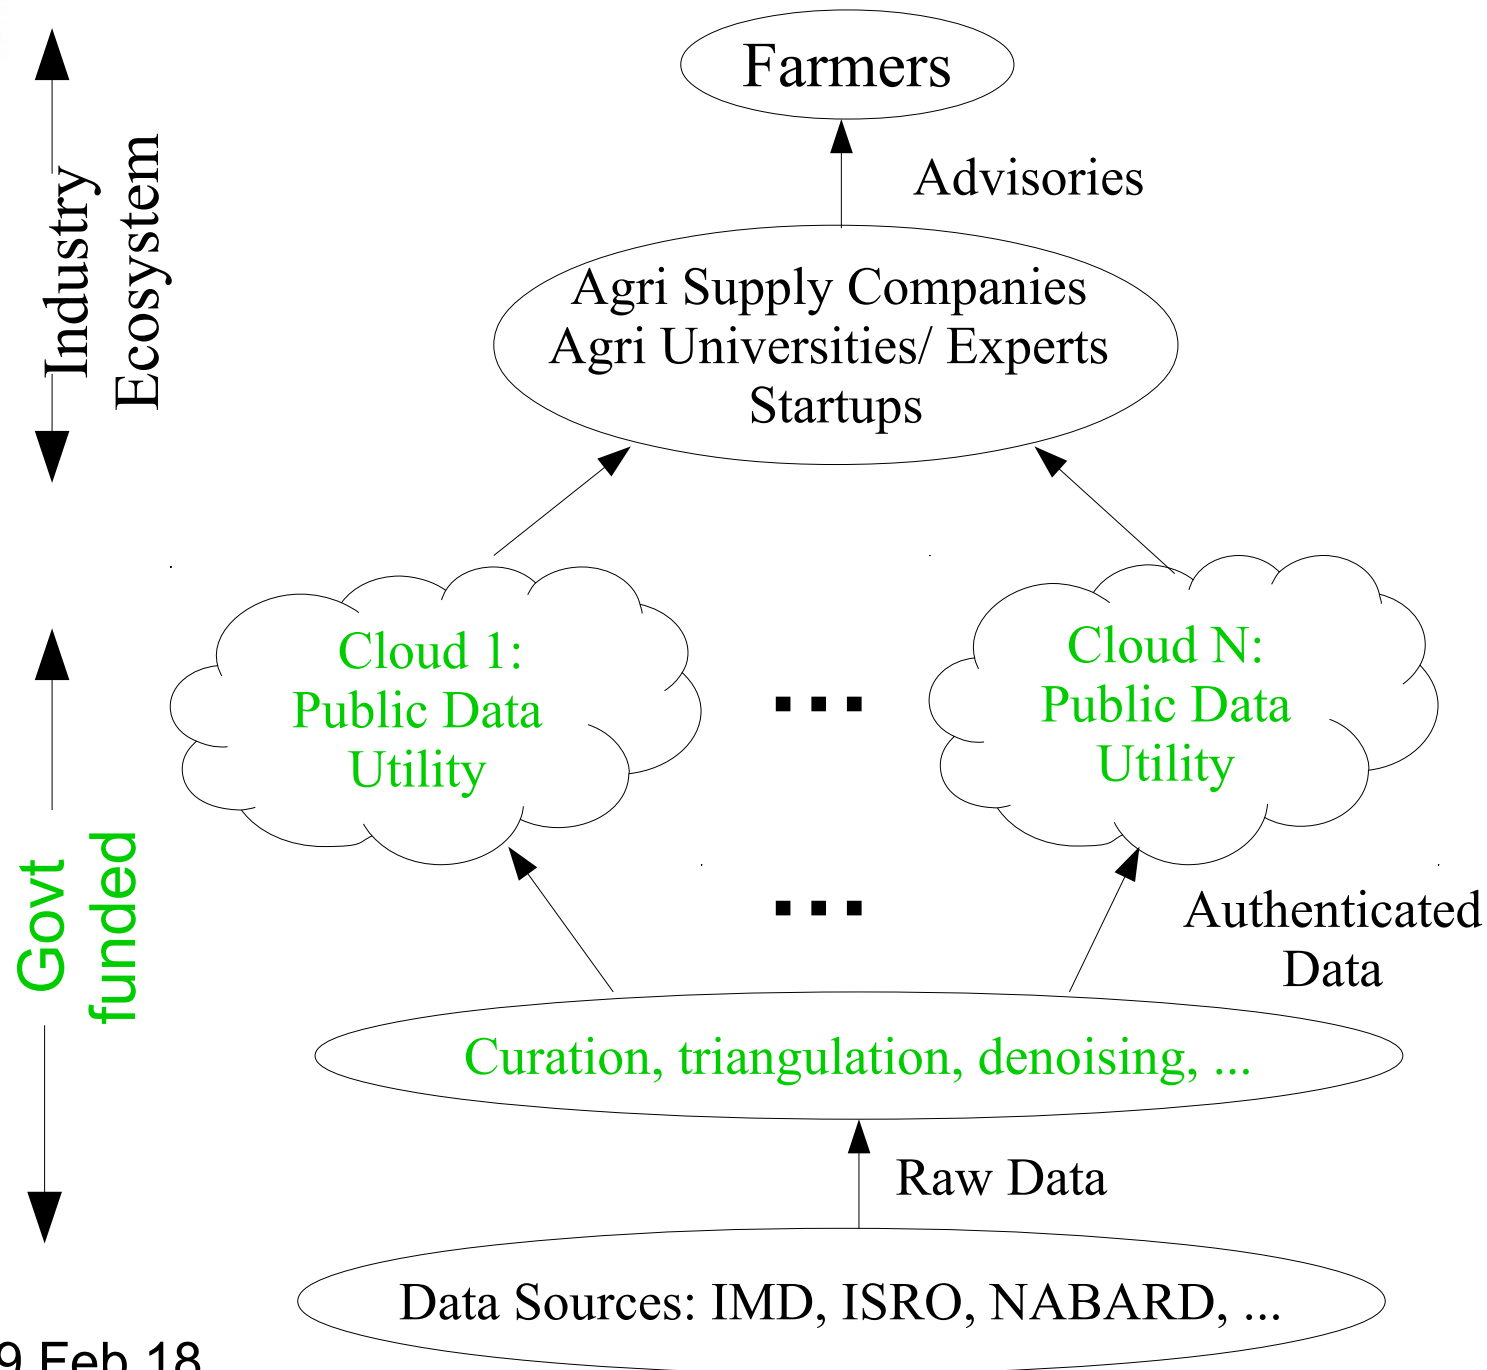 Farmers
Advisories
Industry
Ecosystem
Agri Supply Companies
Agri Universities/ Experts
Startups
Cloud 1:
Public Data
Utility
...
Cloud N:
Public Data
Utility
Govt
funded
...
Authenticated
Data
Curation, triangulation, denoising, ...
Raw Data
Data Sources: IMD, ISRO, NABARD, ...
9 Feb 18